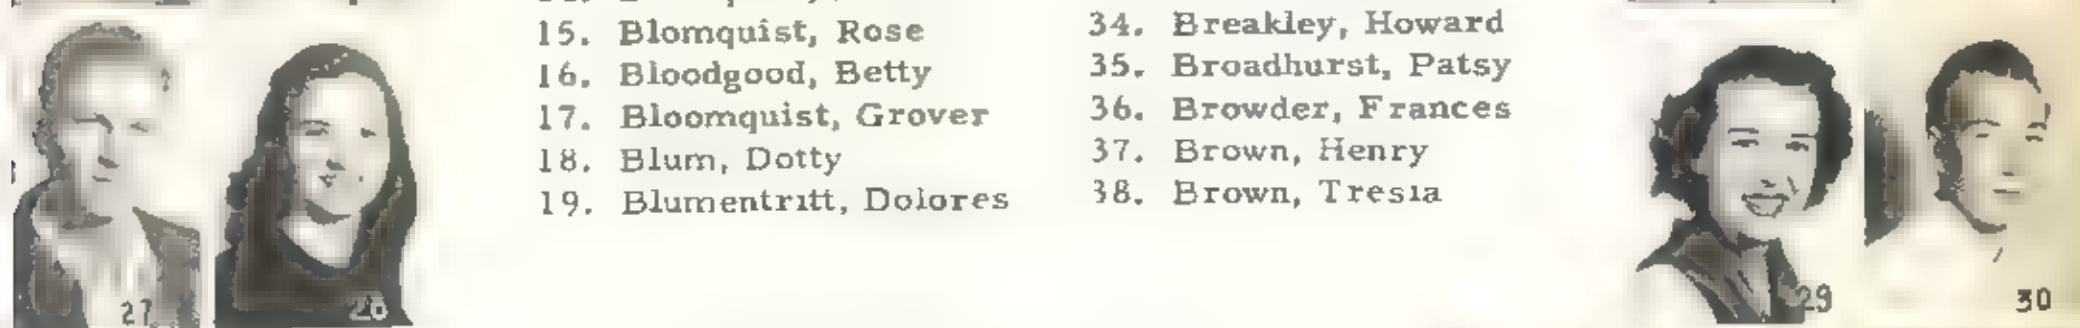 15. Blomquist, Rose
16. Bloodgood, Betty
17. Bloomquist, Grover
18. Blum, Dotty
19. Blumentritt, Dolores
34. Breakley, Howard
35. Broadhurst, Patsy
36. Browder, Frances
37. Brown, Henry
38. Brown, Tresia
27
29
30